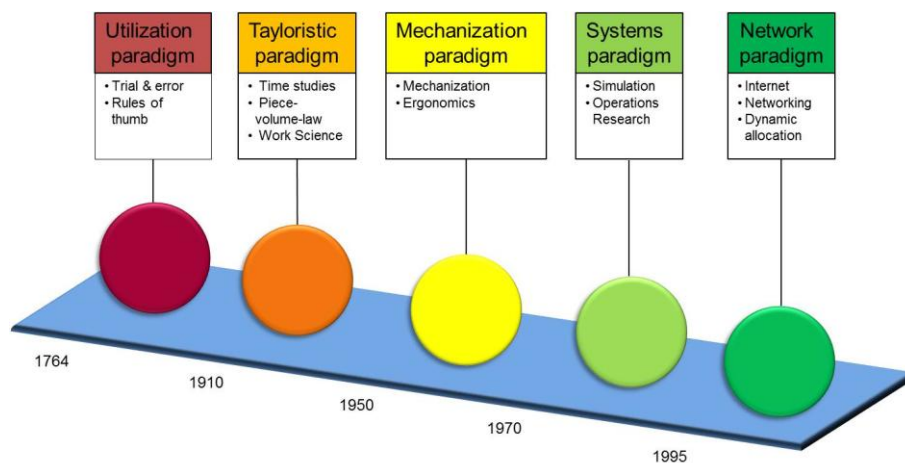 Utilization
paradigm
• Trial & error
• Rules of
thumb
Tayloristic
paradigm
• Time studies
• Piece-
volume-law
• Work Science
Mechanization
paradigm
• Mechanization
• Ergonomics
Systems
paradigm
• Simulation
• Operations
Research
Network
paradigm
• Internet
• Networking
• Dynamic
allocation
1764
1910
1950
1970
1995